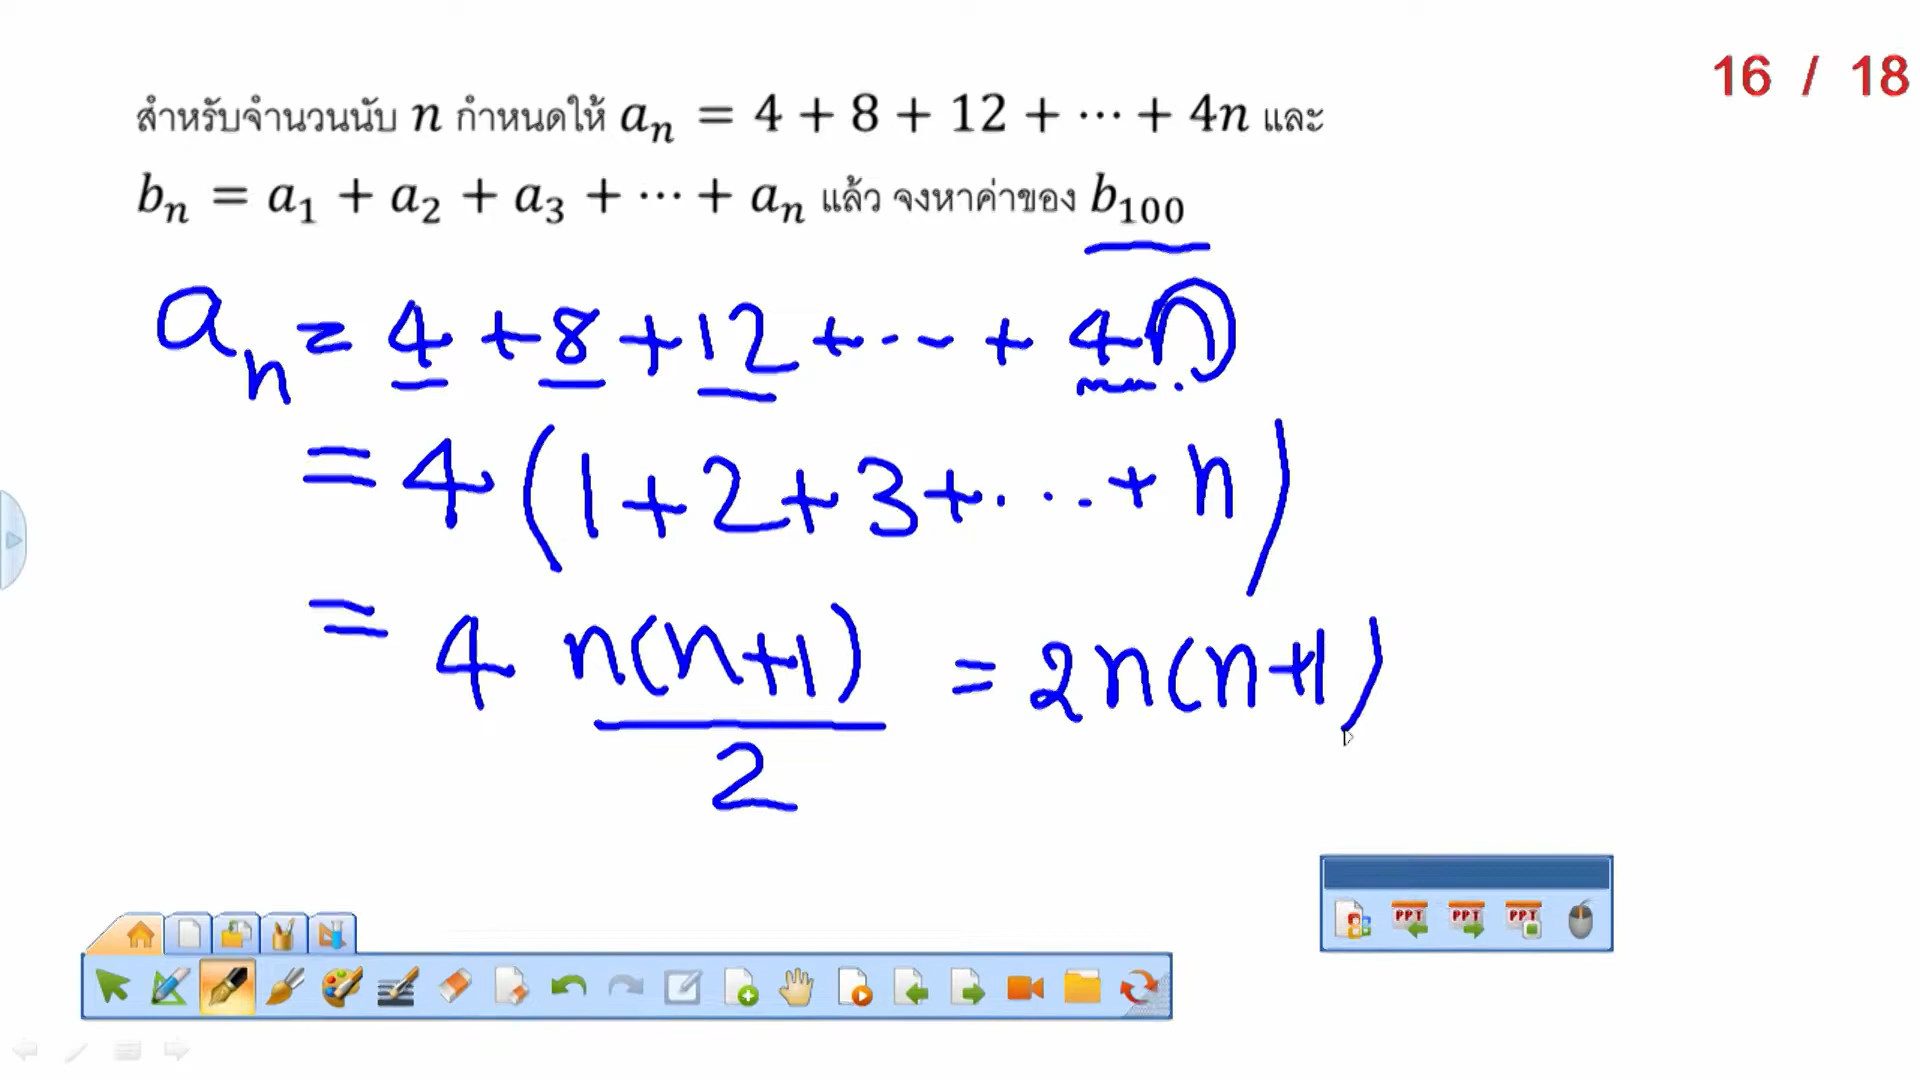 16 / 18
สำหรับจำนวนนับ n กำหนดให้ aₙ = 4 + 8 + 12 + ⋯ + 4n และ
bₙ = a₁ + a₂ + a₃ + ⋯ + aₙ แล้ว จงหาค่าของ b₁₀₀
aₙ = 4 + 8 + 12 + ⋯ + 4n
= 4 (1 + 2 + 3 + ⋯ + n)
= 4 n(n+1)/2 = 2n(n+1)
PPT PPT PPT